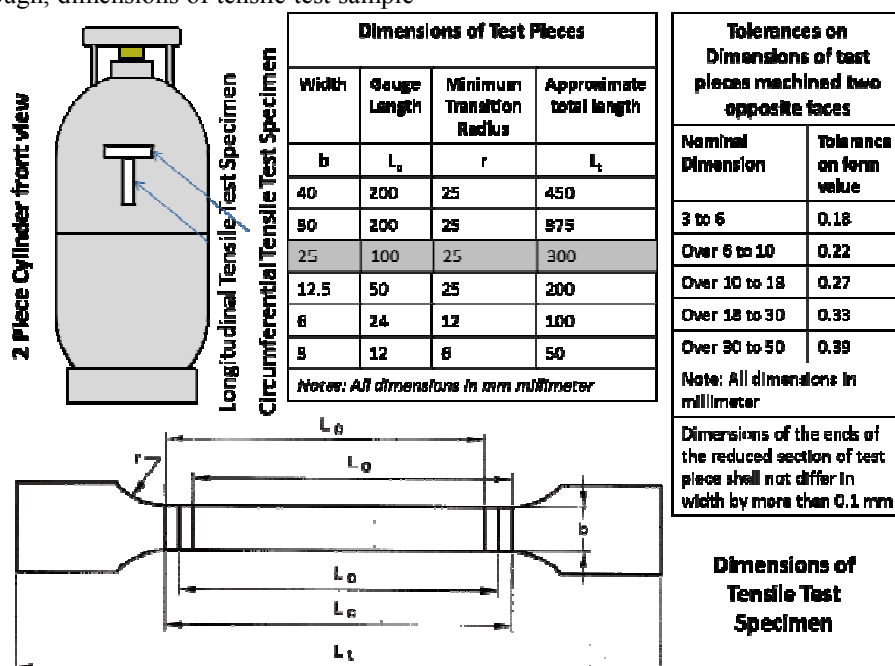 ough, dimensions of tensile test sample
2 Piece Cylinder front view
Longitudinal Tensile Test Specimen
Circumferential Tensile Test Specimen
Dimensions of Test Pieces
Width Gauge Length Minimum Transition Radius Approximate total length
b L₀ r Lt
40 200 25 450
30 200 25 375
25 100 25 300
12.5 50 25 200
6 24 12 100
3 12 6 50
Notes: All dimensions in mm millimeter
Tolerances on
Dimensions of test
pieces machined two
opposite faces
Nominal Dimension Tolerance on form value
3 to 6 0.18
Over 6 to 10 0.22
Over 10 to 18 0.27
Over 18 to 30 0.33
Over 30 to 50 0.39
Note: All dimensions in
millimeter
Dimensions of the ends of
the reduced section of test
piece shall not differ in
width by more than 0.1 mm
L₀
r
L₀
b
L₀
Lc
Lt
Dimensions of
Tensile Test
Specimen